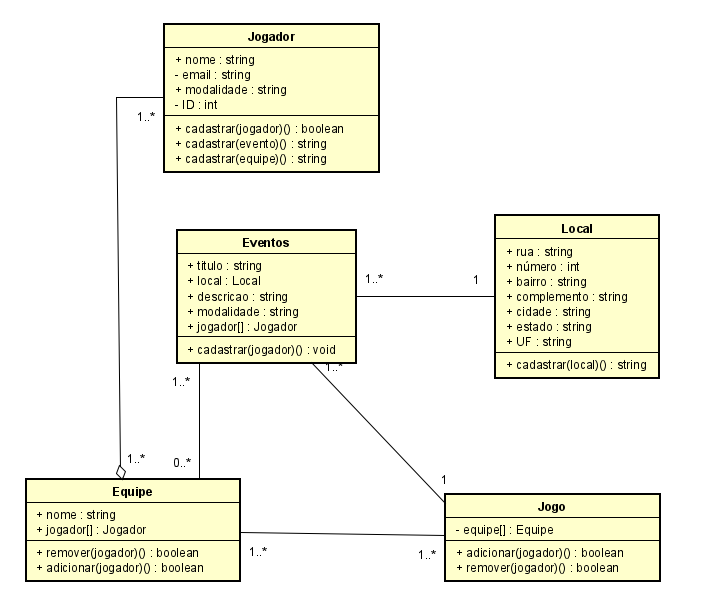 Jogador
+ nome : string
- email : string
+ modalidade : string
- ID : int
+ cadastrar(jogador)() : boolean
+ cadastrar(evento)() : string
+ cadastrar(equipe)() : string
1..*
Eventos
+ titulo : string
+ local : Local
+ descricao : string
+ modalidade : string
+ jogador[] : Jogador
+ cadastrar(jogador)() : void
1..*
1
Local
+ rua : string
+ número : int
+ bairro : string
+ complemento : string
+ cidade : string
+ estado : string
+ UF : string
+ cadastrar(local)() : string
1..*
1..*
1..*
0..*
1
Equipe
+ nome : string
+ jogador[] : Jogador
+ remover(jogador)() : boolean
+ adicionar(jogador)() : boolean
1..*
1..*
Jogo
- equipe[] : Equipe
+ adicionar(jogador)() : boolean
+ remover(jogador)() : boolean